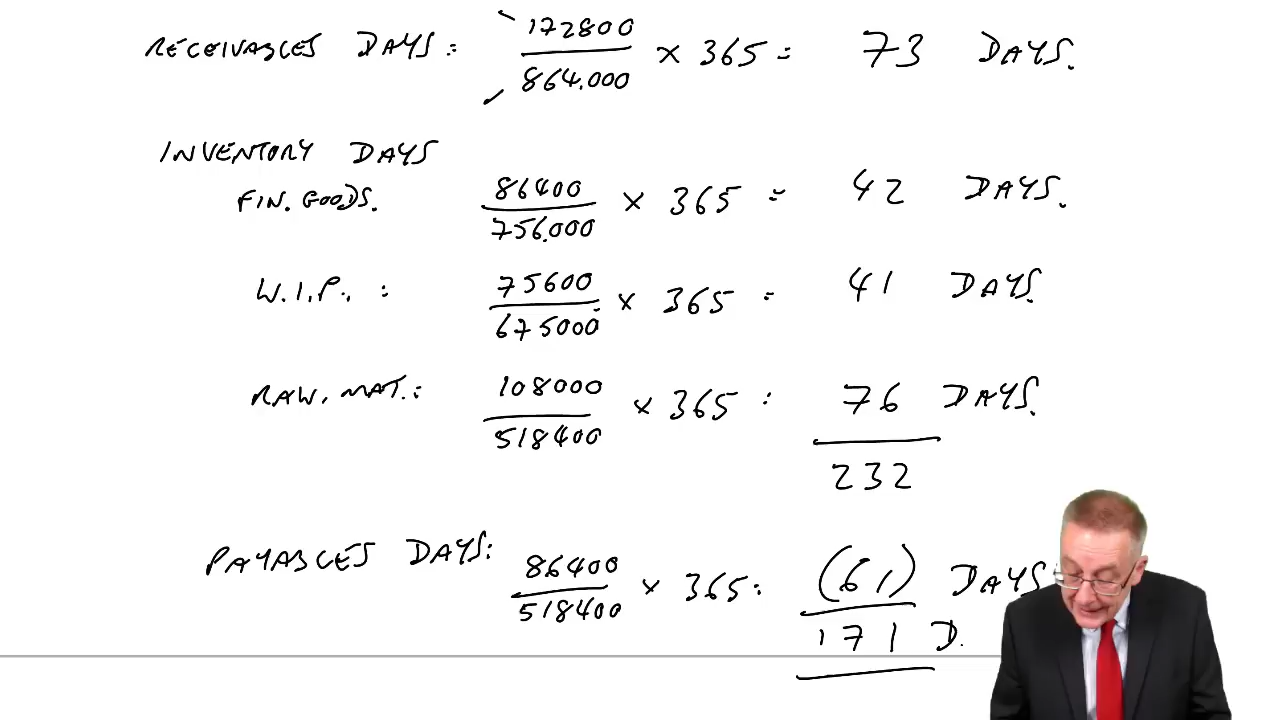 RECEIVABLES DAYS: 172800 / 864.000 × 365 = 73 DAYS.
INVENTORY DAYS
FIN. GOODS. 86400 / 756.000 × 365 = 42 DAYS.
W.I.P. : 75600 / 675000 × 365 = 41 DAYS.
RAW. MAT.: 108000 / 518400 × 365 : 76 DAYS.
232
PAYABLES DAYS: 86400 / 518400 × 365: (61) DAYS
171 D.